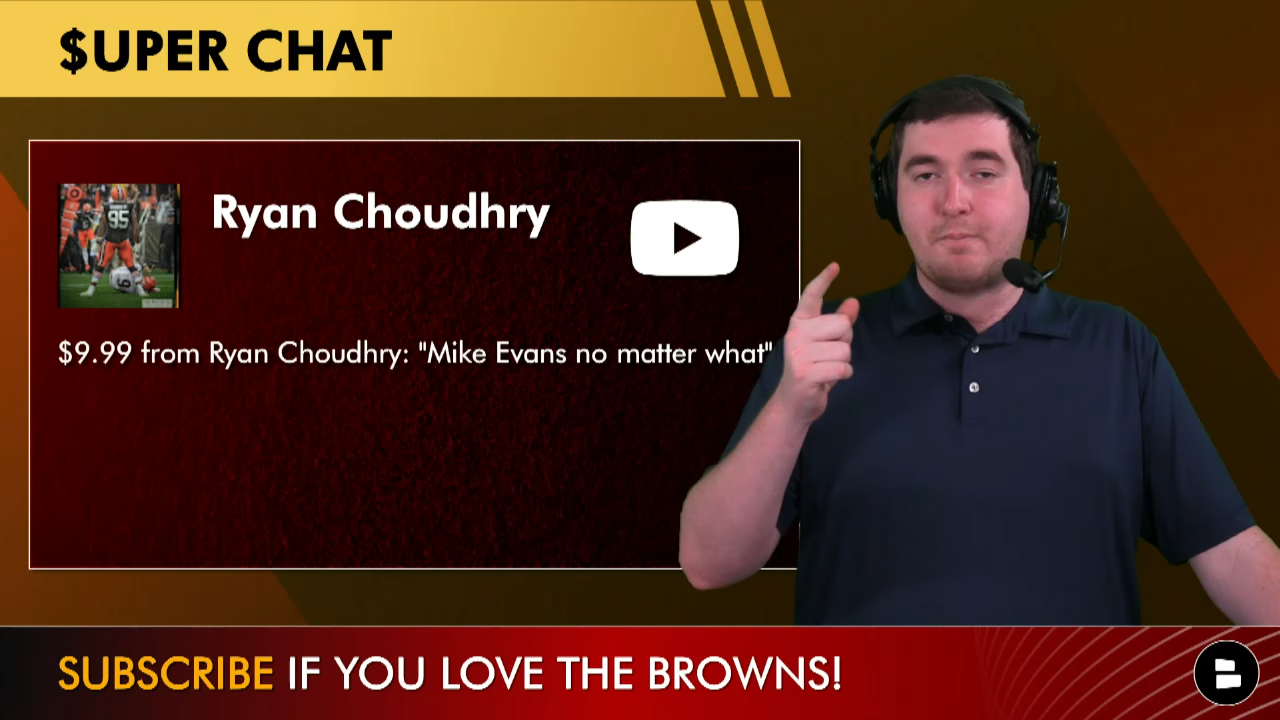 $UPER CHAT
Ryan Choudhry
95
$9.99 from Ryan Choudhry: "Mike Evans no matter what"
SUBSCRIBE IF YOU LOVE THE BROWNS!